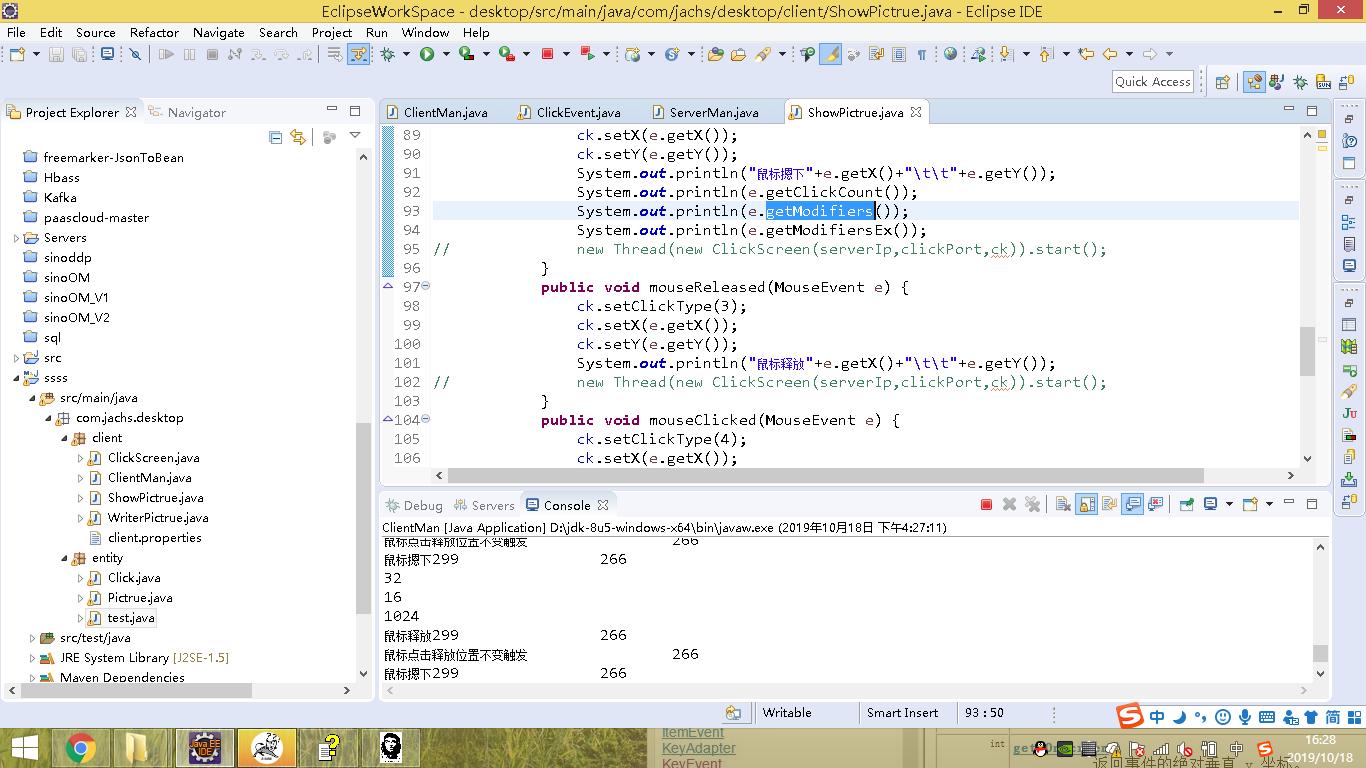 EclipseWorkSpace - desktop/src/main/java/com/jachs/desktop/client/ShowPictrue.java - Eclipse IDE
File Edit Source Refactor Navigate Search Project Run Window Help
Quick Access
Project Explorer Navigator
freemarker-JsonToBean
Hbass
Kafka
paascloud-master
Servers
sinoddp
sinoOM
sinoOM_V1
sinoOM_V2
sql
src
ssss
src/main/java
com.jachs.desktop
client
ClickScreen.java
ClientMan.java
ShowPictrue.java
WriterPictrue.java
client.properties
entity
Click.java
Pictrue.java
test.java
src/test/java
JRE System Library [J2SE-1.5]
Maven Dependencies
ClientMan.java ClickEvent.java ServerMan.java ShowPictrue.java
89 ck.setX(e.getX());
90 ck.setY(e.getY());
91 System.out.println("鼠标摁下"+e.getX()+"\t\t"+e.getY());
92 System.out.println(e.getClickCount());
93 System.out.println(e.getModifiers());
94 System.out.println(e.getModifiersEx());
95 // new Thread(new ClickScreen(serverIp,clickPort,ck)).start();
96 }
97 public void mouseReleased(MouseEvent e) {
98 ck.setClickType(3);
99 ck.setX(e.getX());
100 ck.setY(e.getY());
101 System.out.println("鼠标释放"+e.getX()+"\t\t"+e.getY());
102 // new Thread(new ClickScreen(serverIp,clickPort,ck)).start();
103 }
104 public void mouseClicked(MouseEvent e) {
105 ck.setClickType(4);
106 ck.setX(e.getX());
Debug Servers Console
ClientMan [Java Application] D:\jdk-8u5-windows-x64\bin\javaw.exe (2019年10月18日 下午4:27:11)
鼠标点击释放位置不变触发 266
鼠标摁下299 266
32
16
1024
鼠标释放299 266
鼠标点击释放位置不变触发 266
鼠标摁下299 266
Writable Smart Insert 93 : 50
中 简
ItemEvent
KeyAdapter
KeyEvent
int
返回事件的绝对垂直 y 坐标。
中
16:28
2019/10/18